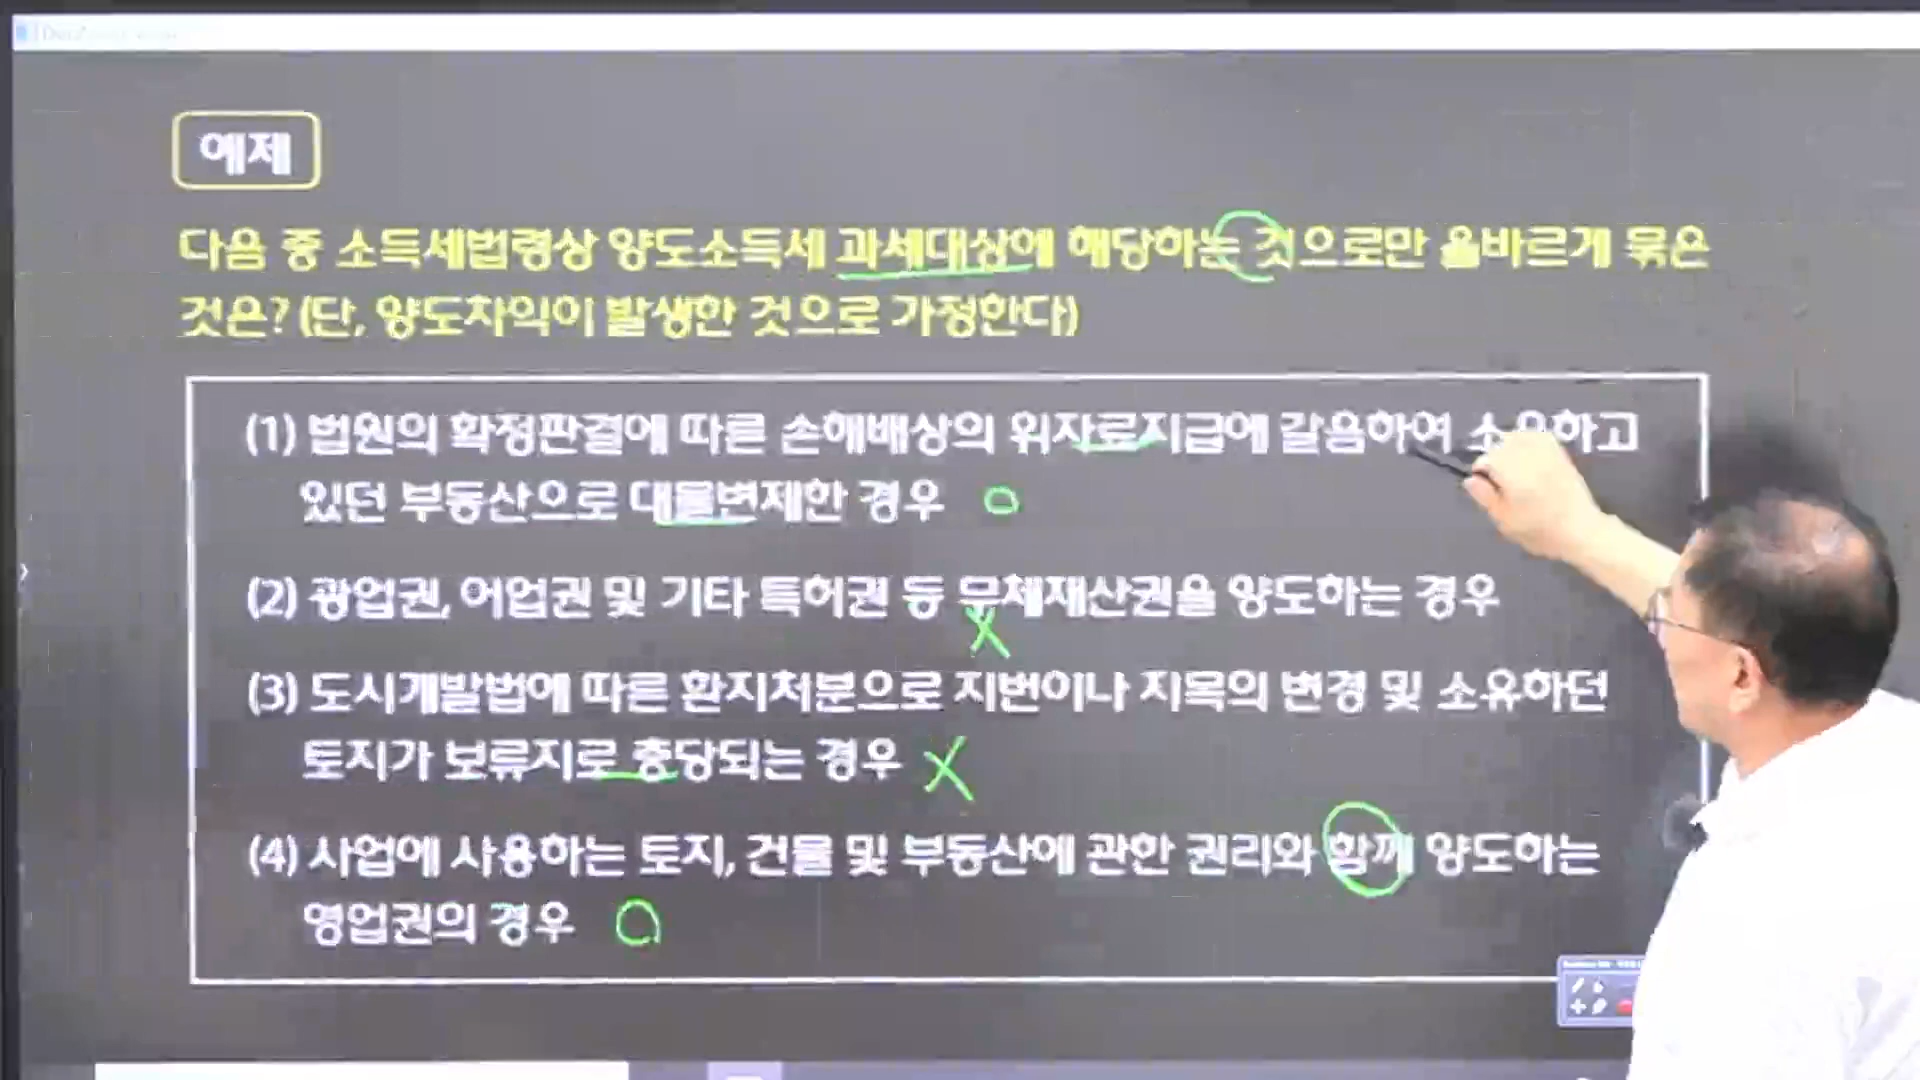 예제
다음 중 소득세법령상 양도소득세 과세대상에 해당하는 것으로만 올바르게 묶은
것은? (단, 양도차익이 발생한 것으로 가정한다)
(1) 법원의 확정판결에 따른 손해배상의 위자료지급에 갈음하여 소유하고
있던 부동산으로 대물변제한 경우 O
(2) 광업권, 어업권 및 기타 특허권 등 무체재산권을 양도하는 경우
X
(3) 도시개발법에 따른 환지처분으로 지번이나 지목의 변경 및 소유하던
토지가 보류지로 충당되는 경우 X
(4) 사업에 사용하는 토지, 건물 및 부동산에 관한 권리와 함께 양도하는
영업권의 경우 O